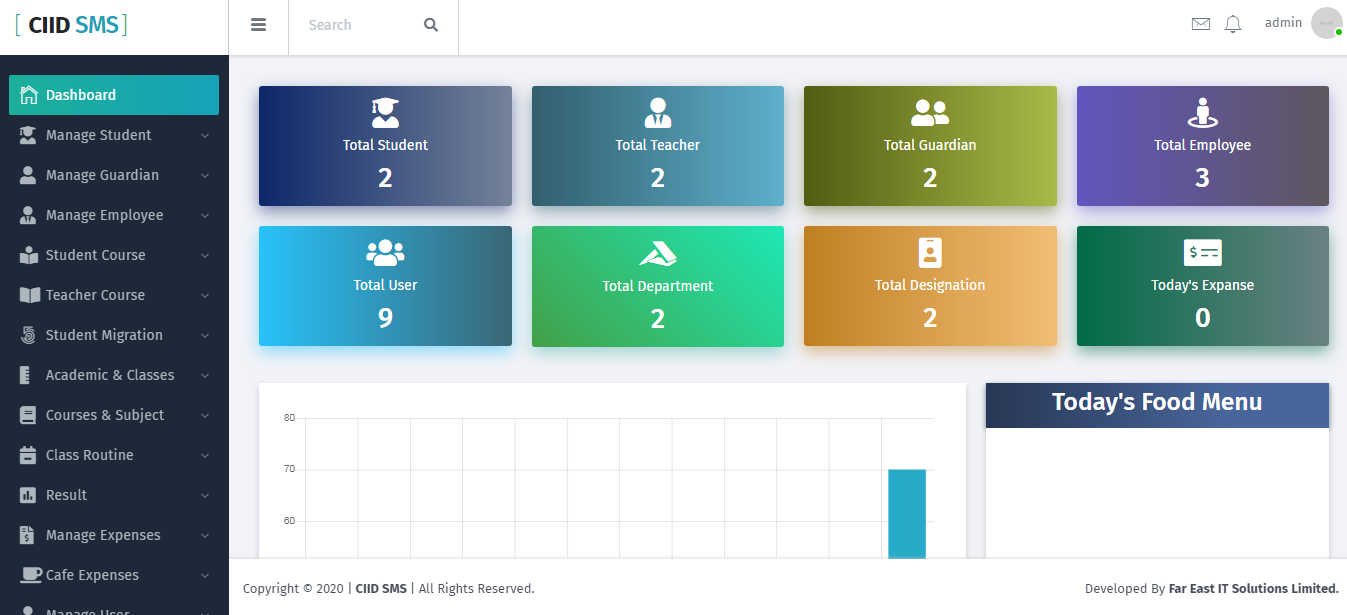 [ CIID SMS ]
Search
admin
Dashboard
Manage Student
Manage Guardian
Manage Employee
Student Course
Teacher Course
Student Migration
Academic & Classes
Courses & Subject
Class Routine
Result
Manage Expenses
Cafe Expenses
Manage User
Total Student
2
Total Teacher
2
Total Guardian
2
Total Employee
3
Total User
9
Total Department
2
Total Designation
2
Today's Expanse
0
80
70
60
Today's Food Menu
Copyright © 2020 | CIID SMS | All Rights Reserved.
Developed By Far East IT Solutions Limited.